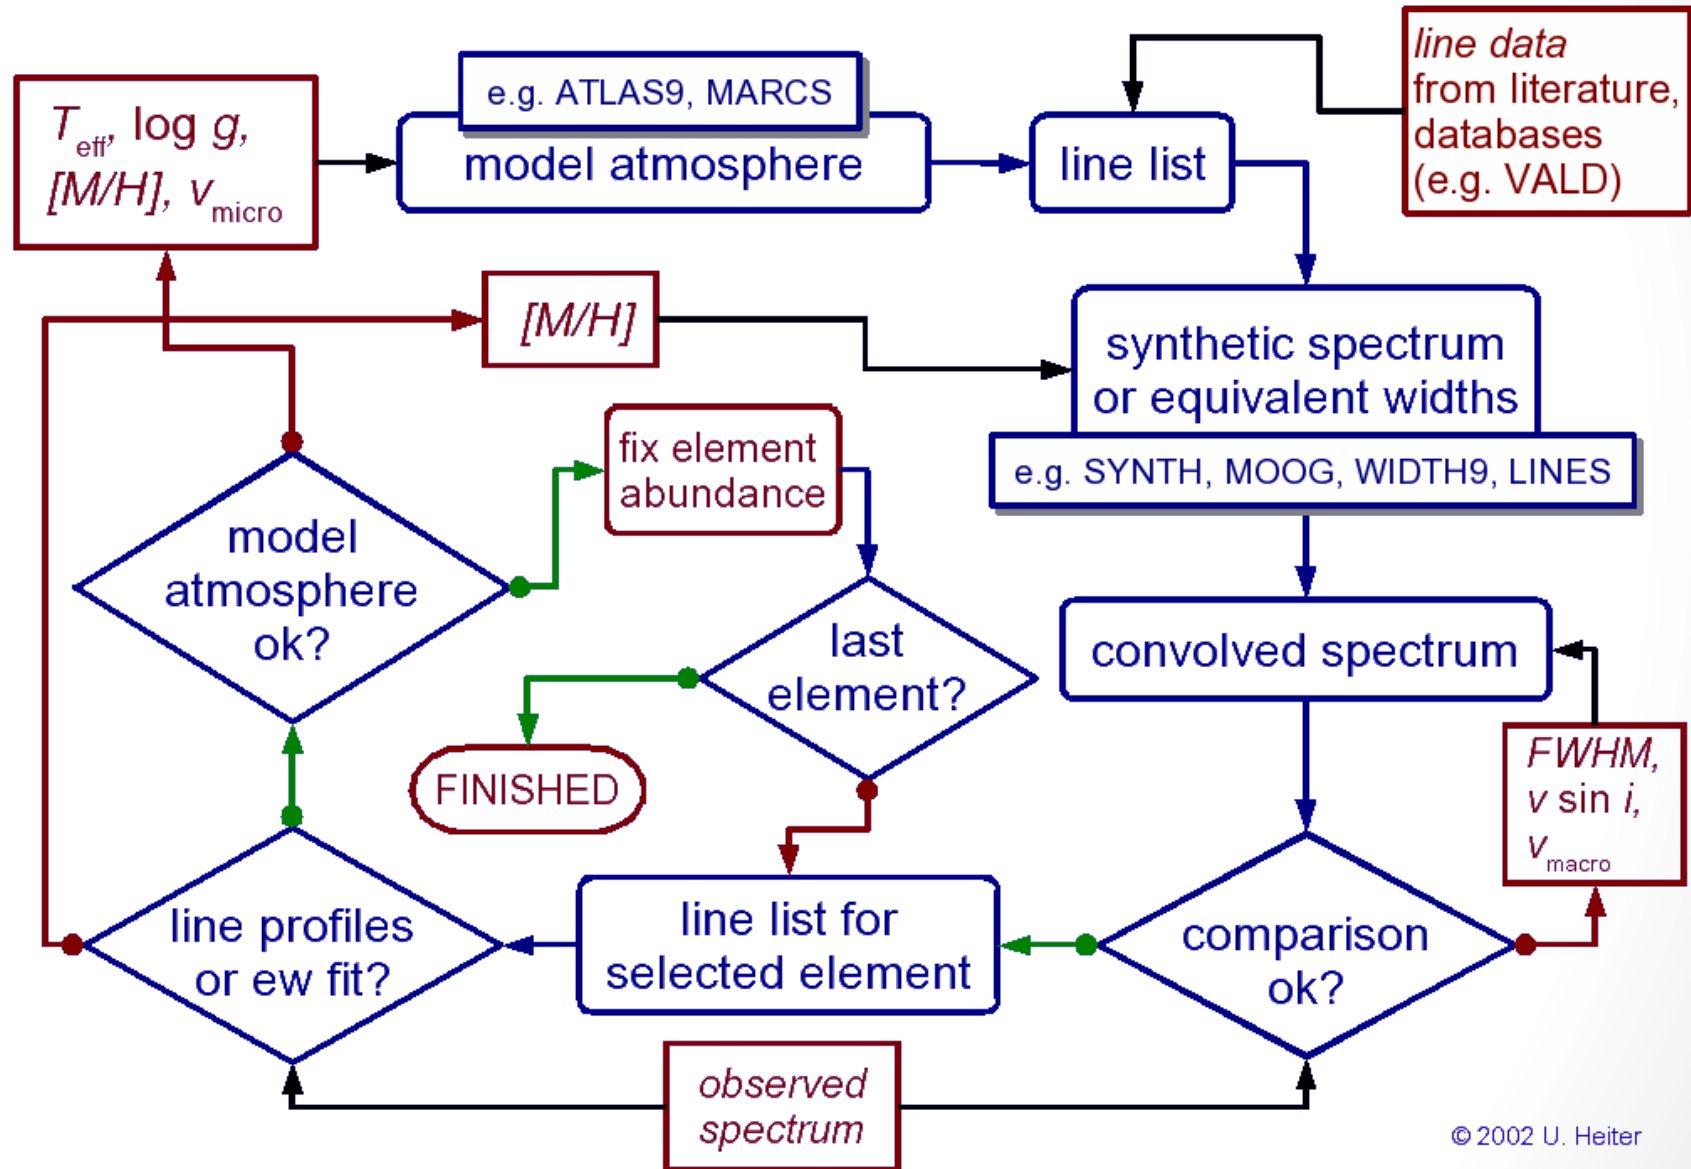 T_eff, log g,
[M/H], v_micro
e.g. ATLAS9, MARCS
model atmosphere
line list
line data
from literature,
databases
(e.g. VALD)
[M/H]
synthetic spectrum
or equivalent widths
e.g. SYNTH, MOOG, WIDTH9, LINES
fix element
abundance
model
atmosphere
ok?
last
element?
convolved spectrum
FINISHED
FWHM,
v sin i,
v_macro
line profiles
or ew fit?
line list for
selected element
comparison
ok?
observed
spectrum
© 2002 U. Heiter